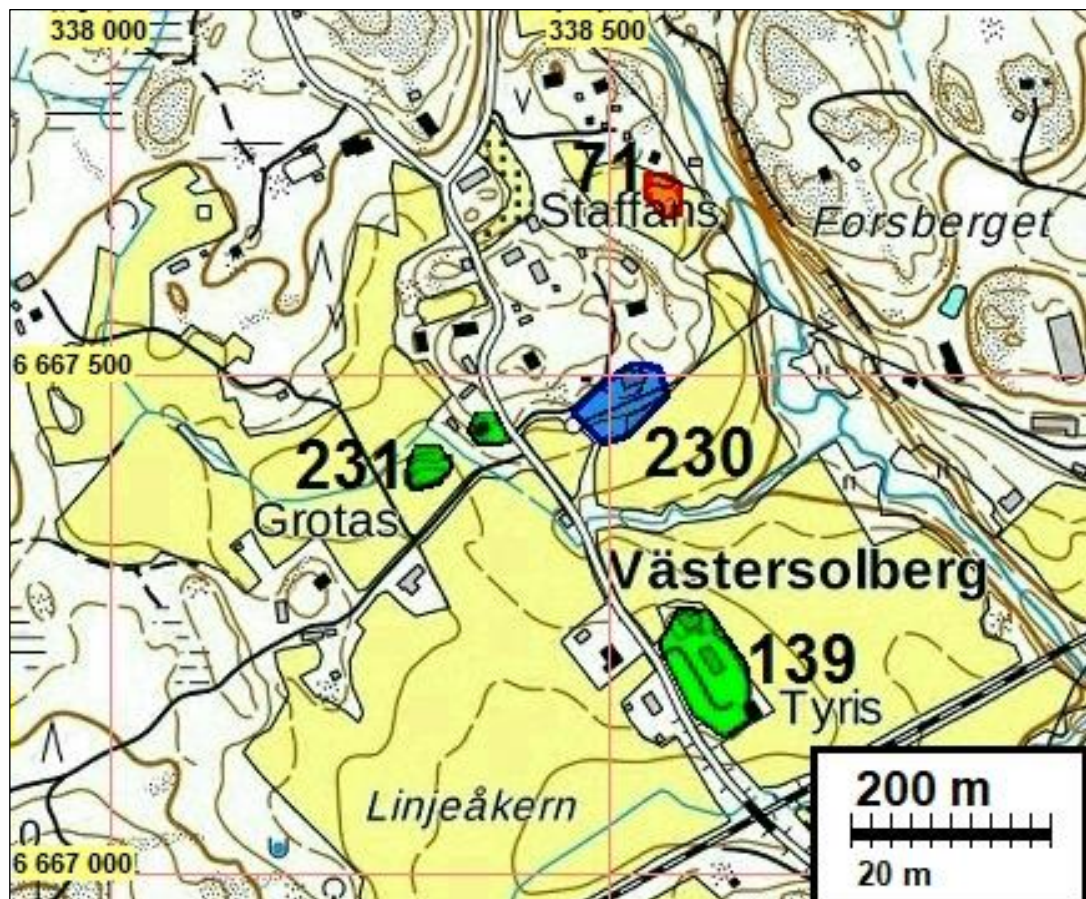 338 000
338 500
71
Staffans
Forsberget
6 667 500
231
230
Grotas
Västersolberg
139
Tyris
Linjeåkern
200 m
20 m
6 667 000